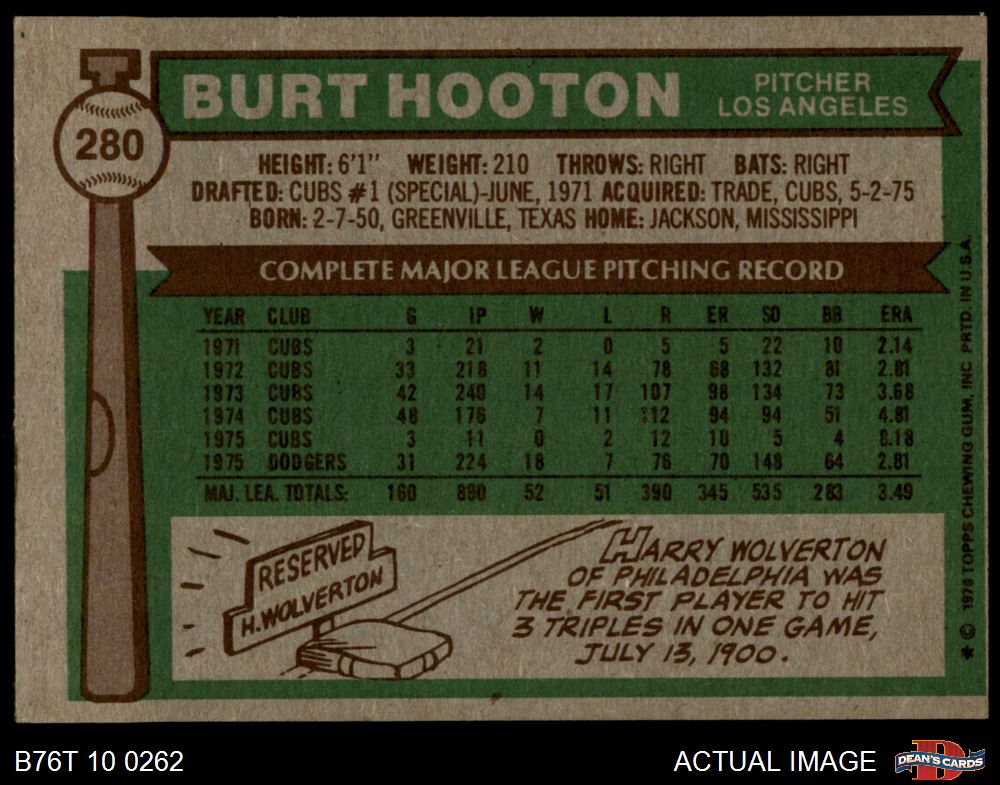 280
BURT HOOTON
PITCHER
LOS ANGELES
HEIGHT: 6'1" WEIGHT: 210 THROWS: RIGHT BATS: RIGHT
DRAFTED: CUBS #1 (SPECIAL)-JUNE, 1971 ACQUIRED: TRADE, CUBS, 5-2-75
BORN: 2-7-50, GREENVILLE, TEXAS HOME: JACKSON, MISSISSIPPI
COMPLETE MAJOR LEAGUE PITCHING RECORD
YEAR CLUB G IP W L R ER SO BB ERA
1971 CUBS 3 21 2 0 5 5 22 10 2.14
1972 CUBS 33 218 11 14 78 68 132 81 2.81
1973 CUBS 42 240 14 17 107 98 134 73 3.68
1974 CUBS 48 176 7 11 112 94 94 51 4.81
1975 CUBS 3 11 0 2 12 10 5 4 8.18
1975 DODGERS 31 224 18 7 76 70 148 64 2.81
MAJ. LEA. TOTALS: 160 890 52 51 390 345 535 283 3.49
RESERVED
H. WOLVERTON
HARRY WOLVERTON
OF PHILADELPHIA WAS
THE FIRST PLAYER TO HIT
3 TRIPLES IN ONE GAME,
JULY 13, 1900.
* © 1976 TOPPS CHEWING GUM, INC PRTD. IN U.S.A.
B76T 10 0262
ACTUAL IMAGE
D
DEAN'S CARDS